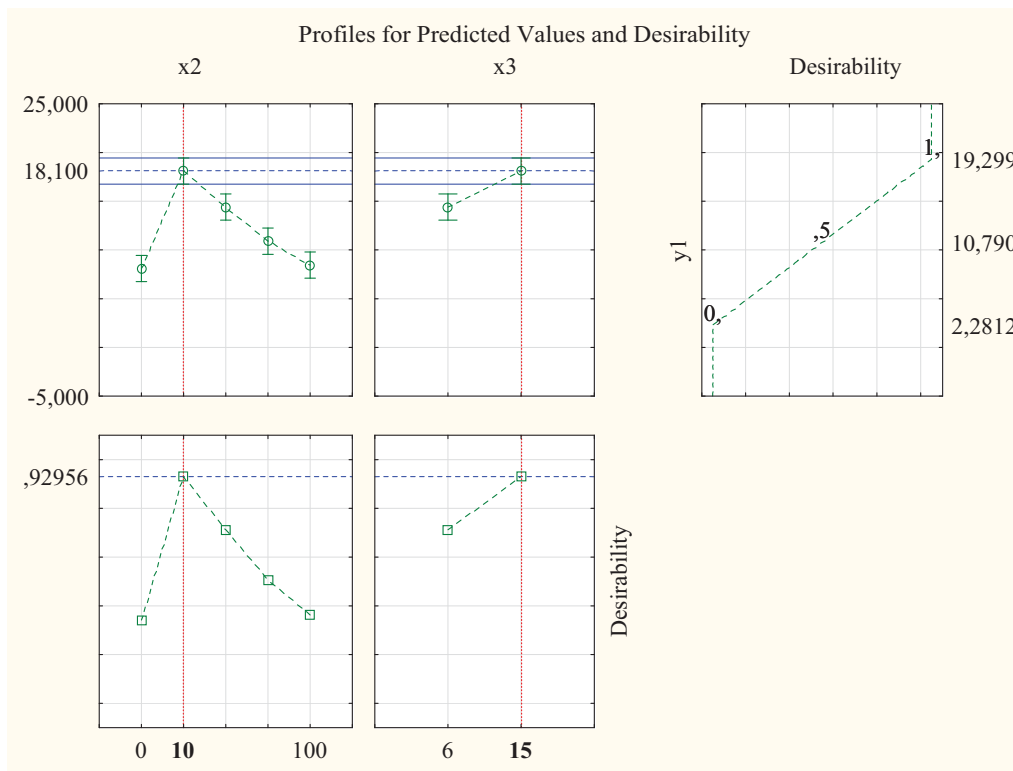 Profiles for Predicted Values and Desirability
x2 x3 Desirability
25,000
18,100
-5,000
1,
,5
0,
y1
19,299
10,790
2,2812
,92956
Desirability
0 10 100 6 15